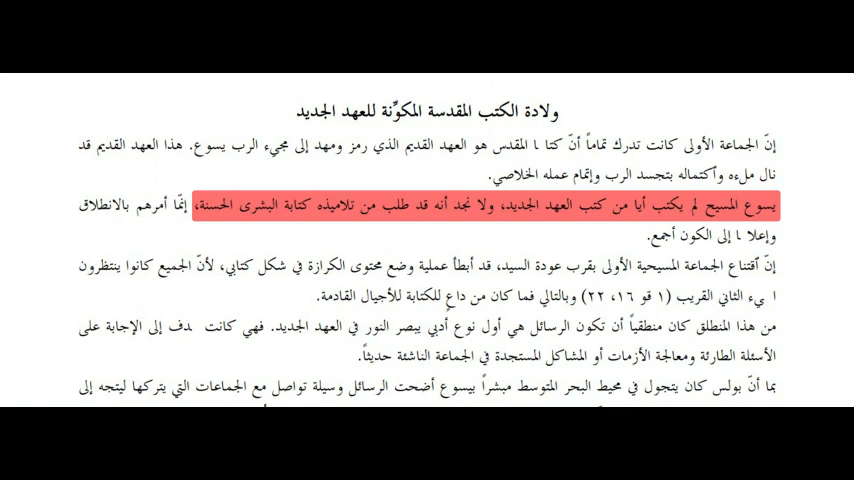 ولادة الكتب المقدسة المكوِّنة للعهد الجديد
إنّ الجماعة الأولى كانت تدرك تماماً أنّ كتا ـا المقدس هو العهد القديم الذي رمز ومهد إلى مجيء الرب يسوع. هذا العهد القديم قد
نال ملءه وٱكتماله بتجسد الرب وإتمام عمله الخلاصي.
يسوع المسيح لم يكتب أيا من كتب العهد الجديد، ولا نجد أنه قد طلب من تلاميذه كتابة البشرى الحسنة، إنّما أمرهم بالانطلاق
وإعلا ـا إلى الكون أجمع.
إنّ ٱقتناع الجماعة المسيحية الأولى بقرب عودة السيد، قد أبطأ عملية وضع محتوى الكرازة في شكل كتابي، لأنّ الجميع كانوا ينتظرون
ا ـيء الثاني القريب (١ قو ١٦، ٢٢) وبالتالي فما كان من داعٍ للكتابة للأجيال القادمة.
من هذا المنطلق كان منطقياً أن تكون الرسائل هي أول نوع أدبي يبصر النور في العهد الجديد. فهي كانت ـدف إلى الإجابة على
الأسئلة الطارئة ومعالجة الأزمات أو المشاكل المستجدة في الجماعة الناشئة حديثاً.
بما أنّ بولس كان يتجول في محيط البحر المتوسط مبشراً بيسوع أضحت الرسائل وسيلة تواصل مع الجماعات التي يتركها ليتجه إلى